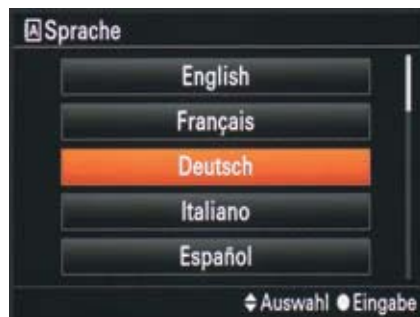 A Sprache
English
Français
Deutsch
Italiano
Español
Auswahl Eingabe